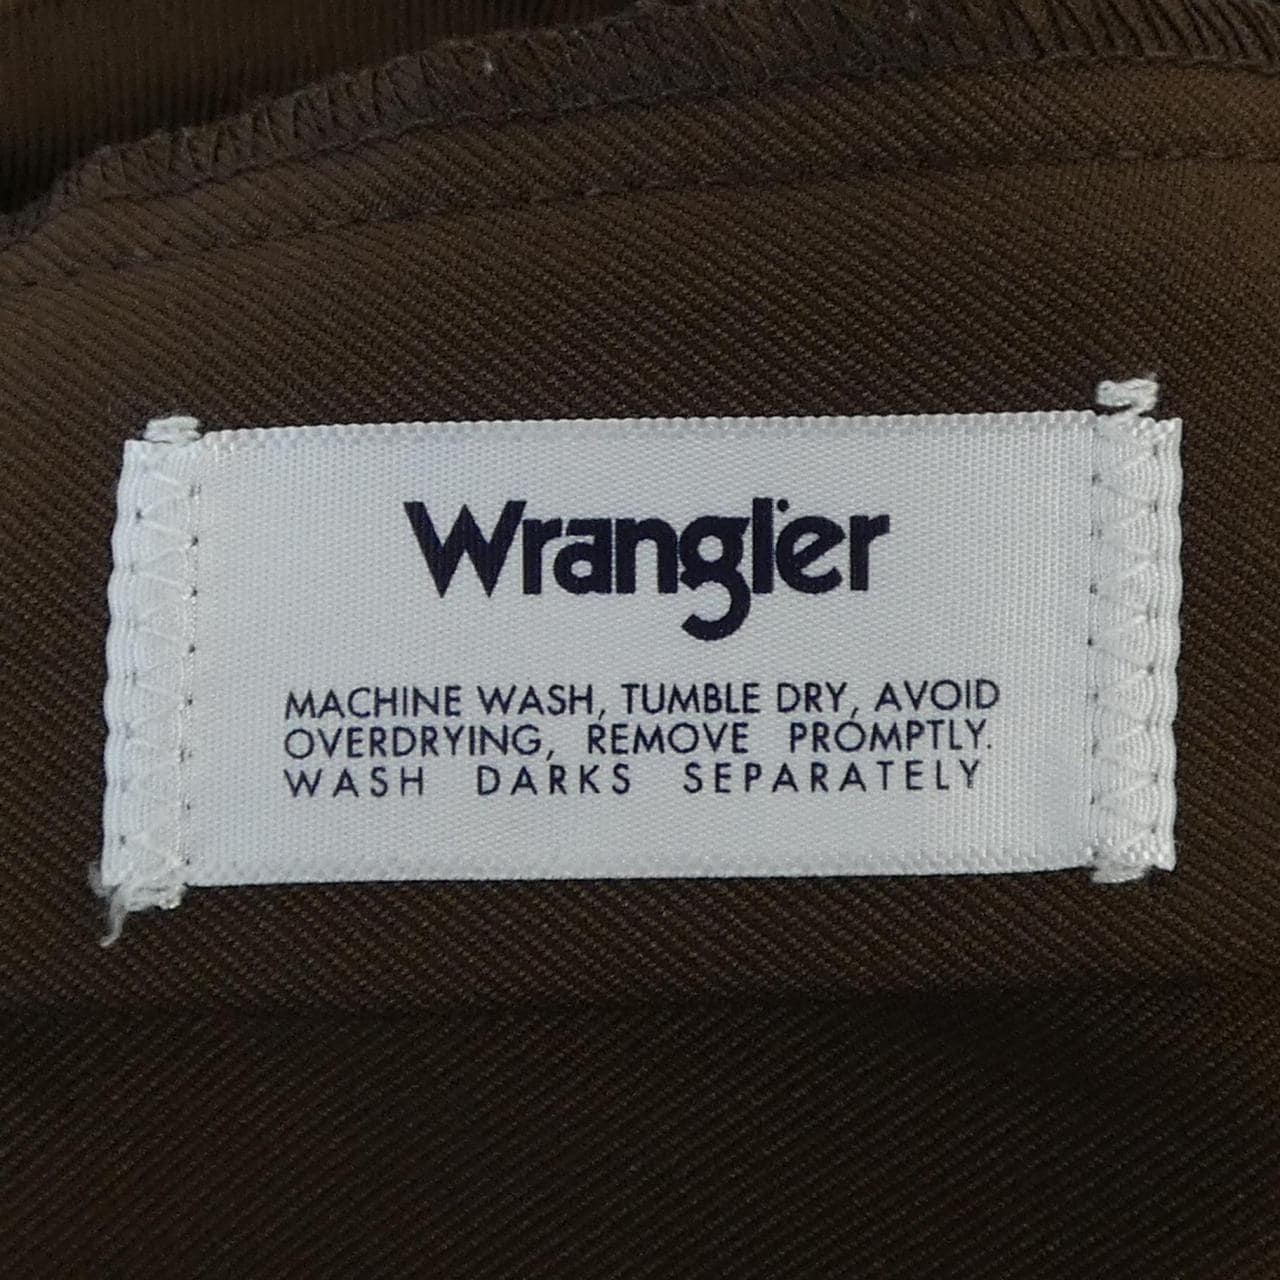 Wrangler
MACHINE WASH, TUMBLE DRY, AVOID
OVERDRYING, REMOVE PROMPTLY.
WASH DARKS SEPARATELY